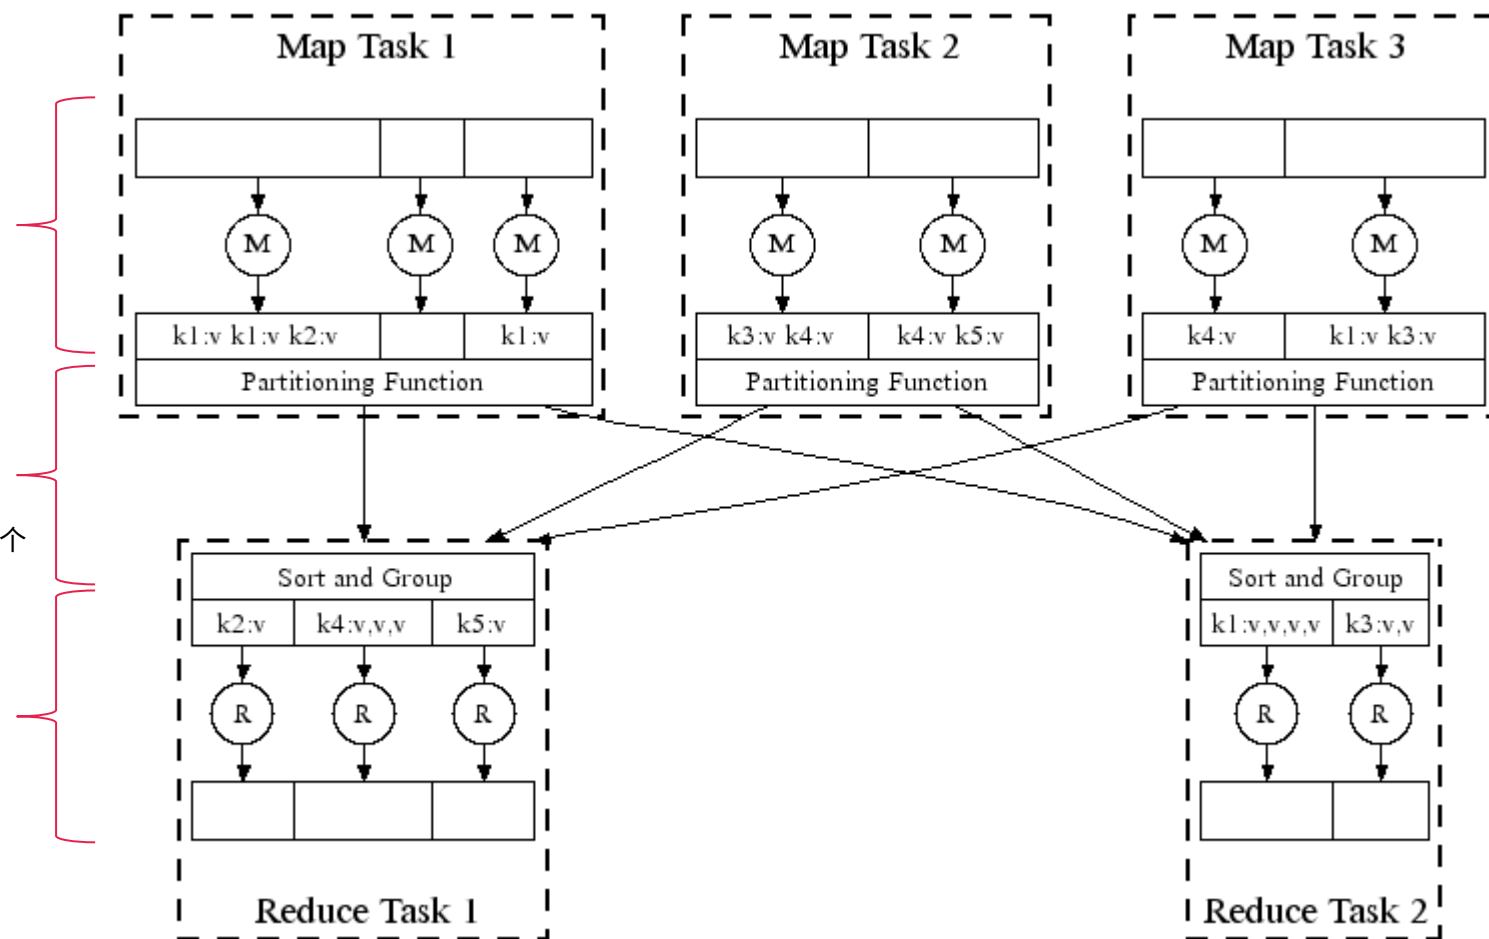 Map Task 1
Map Task 2
Map Task 3
M
M
M
M
M
M
M
k1:v k1:v k2:v
k1:v
k3:v k4:v
k4:v k5:v
k4:v
k1:v k3:v
Partitioning Function
Partitioning Function
Partitioning Function
个
Sort and Group
Sort and Group
k2:v
k4:v,v,v
k5:v
k1:v,v,v,v
k3:v,v
R
R
R
R
R
Reduce Task 1
Reduce Task 2